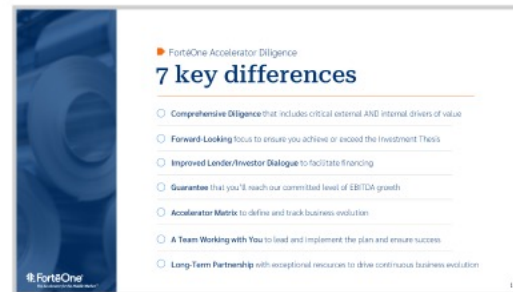 FortéOne Accelerator Diligence
7 key differences
Comprehensive Diligence that includes critical external AND internal drivers of value
Forward-Looking focus to ensure you achieve or exceed the Investment Thesis
Improved Lender/Investor Dialogue to facilitate financing
Guarantee that you'll reach our committed level of EBITDA growth
Accelerator Matrix to define and track business evolution
A Team Working with You to lead and implement the plan and ensure success
Long-Term Partnership with exceptional resources to drive continuous business evolution
FortéOne
1